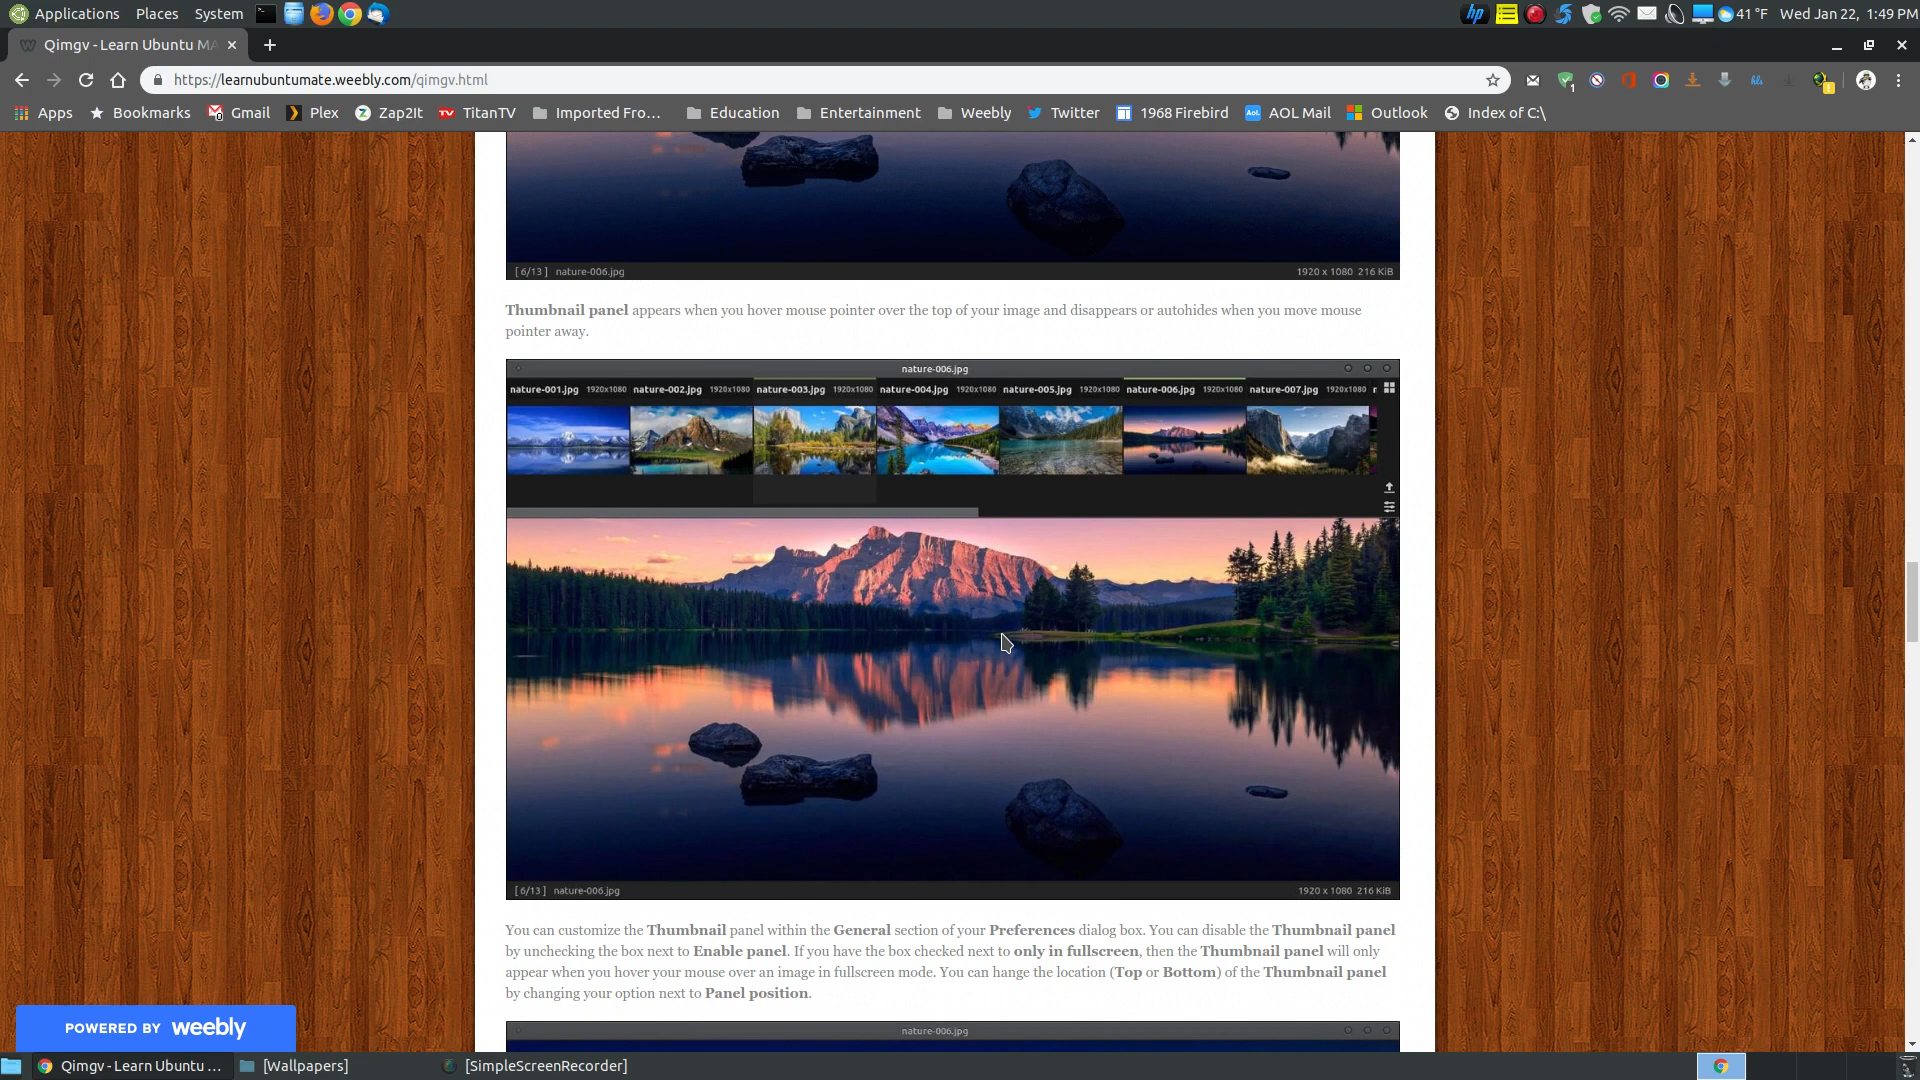 Applications Places System
41 °F Wed Jan 22, 1:49 PM
Qimgv - Learn Ubuntu MA
https://learnubuntumate.weebly.com/qimgv.html
Apps Bookmarks Gmail Plex Zap2It TitanTV Imported Fro... Education Entertainment Weebly Twitter 1968 Firebird AOL Mail Outlook Index of C:\
[ 6/13 ] nature-006.jpg 1920 x 1080 216 KiB
Thumbnail panel appears when you hover mouse pointer over the top of your image and disappears or autohides when you move mouse
pointer away.
nature-006.jpg
nature-001.jpg 1920x1080 nature-002.jpg 1920x1080 nature-003.jpg 1920x1080 nature-004.jpg 1920x1080 nature-005.jpg 1920x1080 nature-006.jpg 1920x1080 nature-007.jpg 1920x1080
[ 6/13 ] nature-006.jpg 1920 x 1080 216 KiB
You can customize the Thumbnail panel within the General section of your Preferences dialog box. You can disable the Thumbnail panel
by unchecking the box next to Enable panel. If you have the box checked next to only in fullscreen, then the Thumbnail panel will only
appear when you hover your mouse over an image in fullscreen mode. You can hange the location (Top or Bottom) of the Thumbnail panel
by changing your option next to Panel position.
POWERED BY weebly
nature-006.jpg
Qimgv - Learn Ubuntu ... [Wallpapers] [SimpleScreenRecorder]